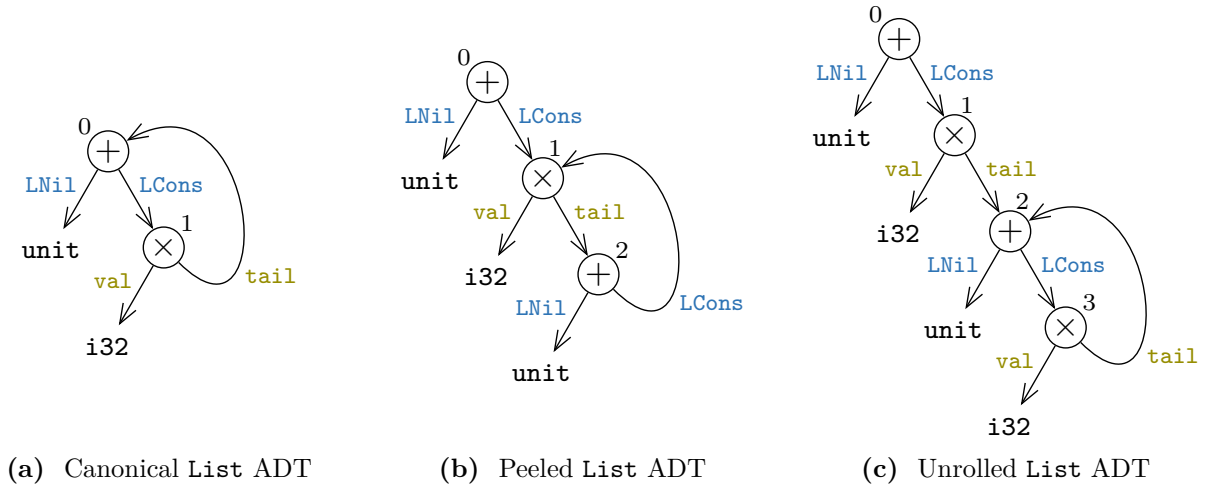 0
LNil
LCons
1
unit
val
tail
i32
(a) Canonical List ADT
0
LNil
LCons
1
unit
val
tail
2
i32
LNil
LCons
unit
(b) Peeled List ADT
0
LNil
LCons
1
unit
val
tail
2
i32
LNil
LCons
3
unit
val
tail
i32
(c) Unrolled List ADT